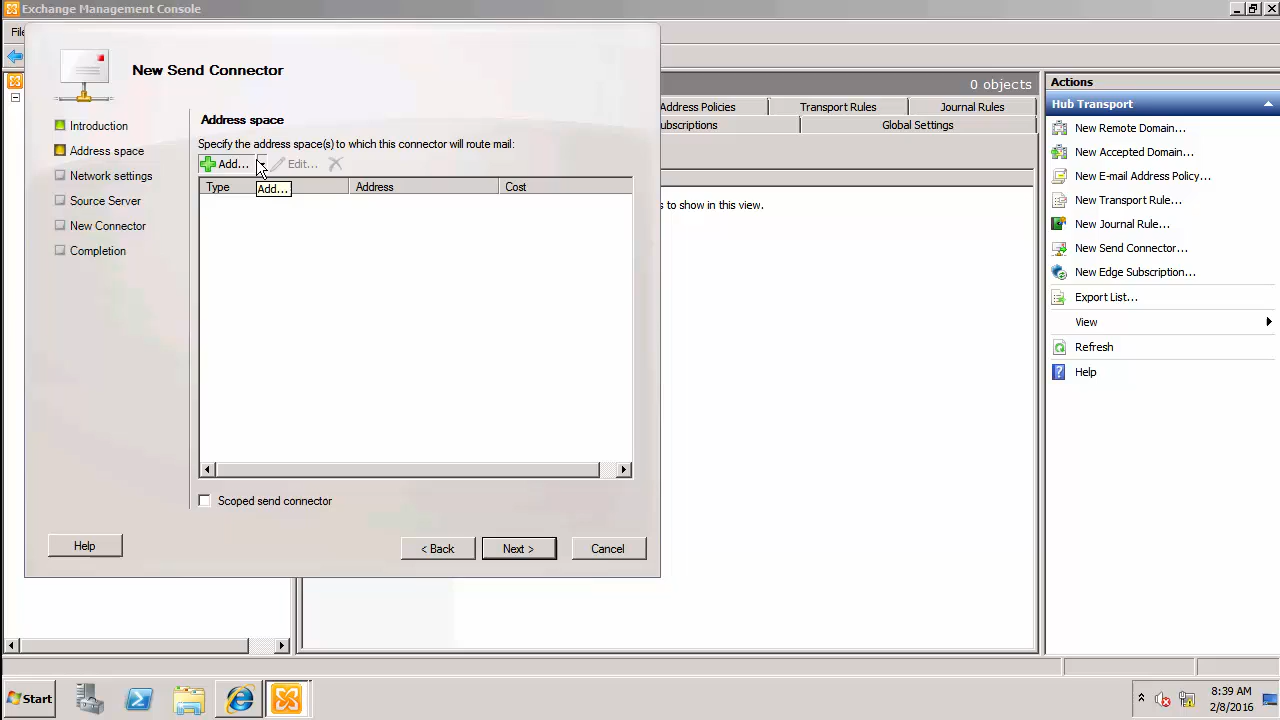 Exchange Management Console
File
New Send Connector
Introduction
Address space
Network settings
Source Server
New Connector
Completion
Address space
Specify the address space(s) to which this connector will route mail:
Add...
Edit...
Type
Address
Cost
Add...
Scoped send connector
Help
< Back
Next >
Cancel
0 objects
Address Policies
Transport Rules
Journal Rules
ubscriptions
Global Settings
s to show in this view.
Actions
Hub Transport
New Remote Domain...
New Accepted Domain...
New E-mail Address Policy...
New Transport Rule...
New Journal Rule...
New Send Connector...
New Edge Subscription...
Export List...
View
Refresh
Help
Start
8:39 AM
2/8/2016